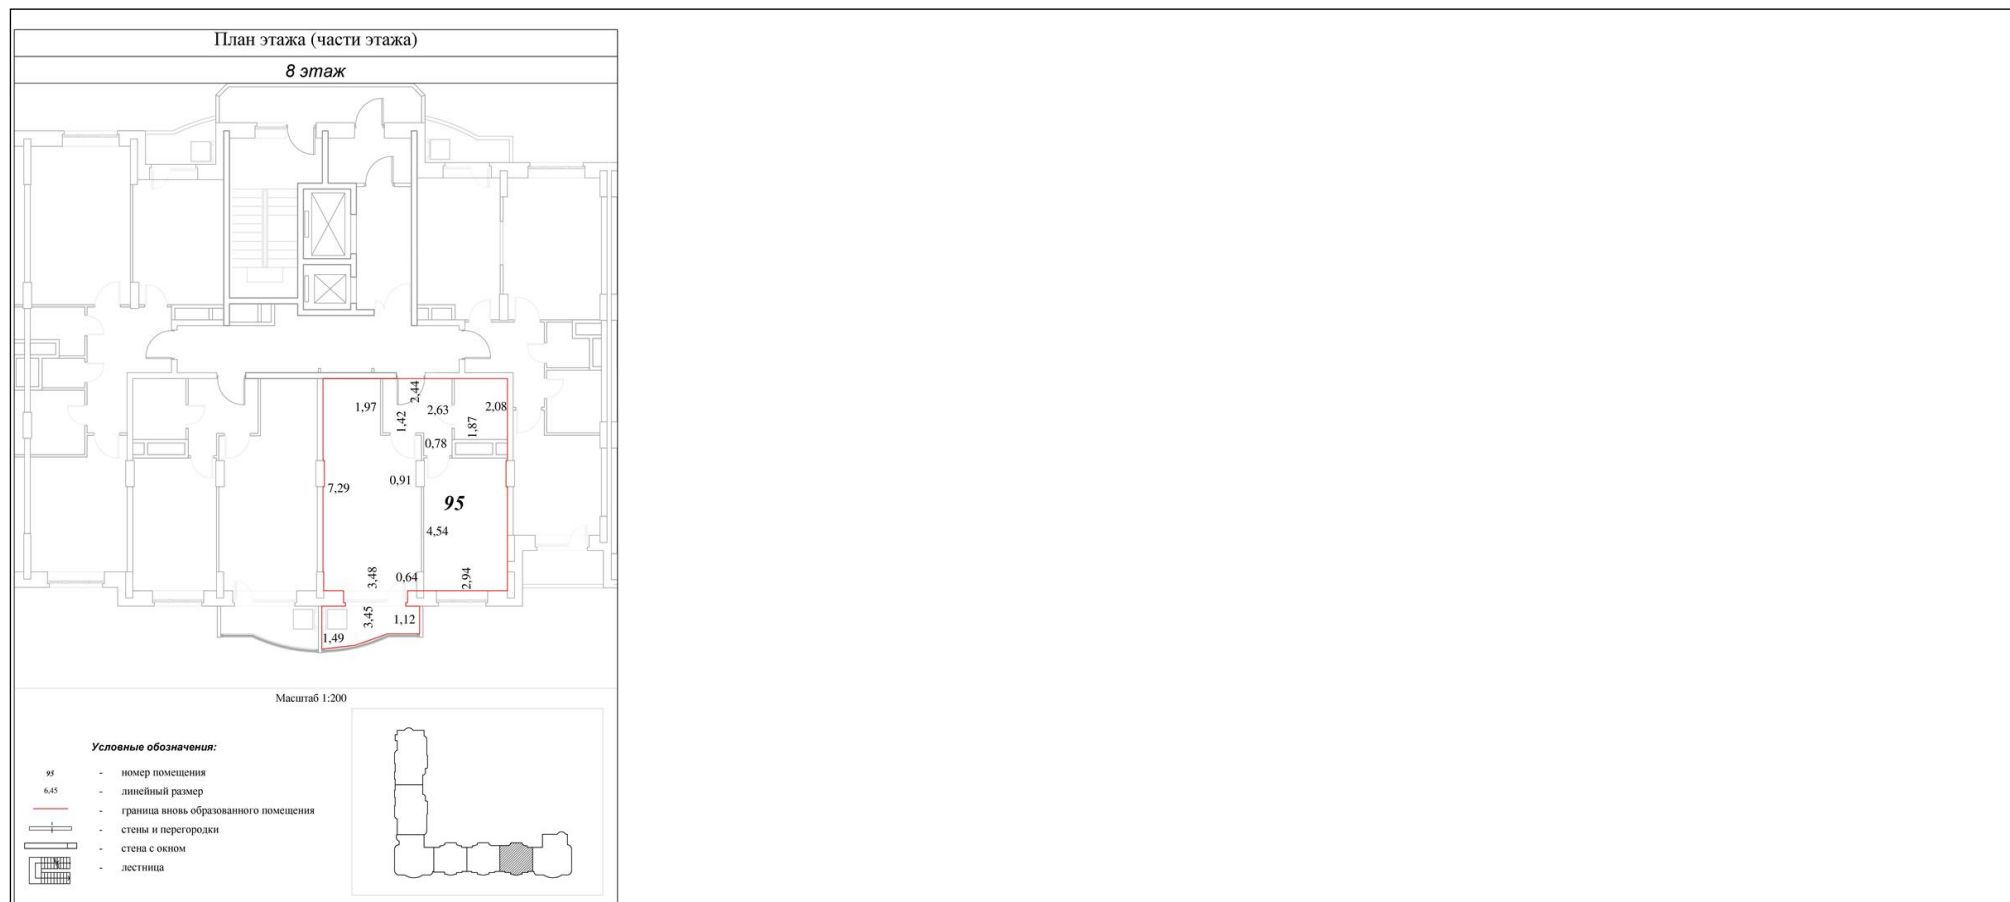 План этажа (части этажа)
8 этаж
2,44
1,97
1,42
2,63
2,08
1,87
0,78
7,29
0,91
95
4,54
3,48
0,64
2,94
3,45
1,12
1,49
Масштаб 1:200
Условные обозначения:
95 - номер помещения
6,45 - линейный размер
- граница вновь образованного помещения
- стены и перегородки
- стена с окном
- лестница